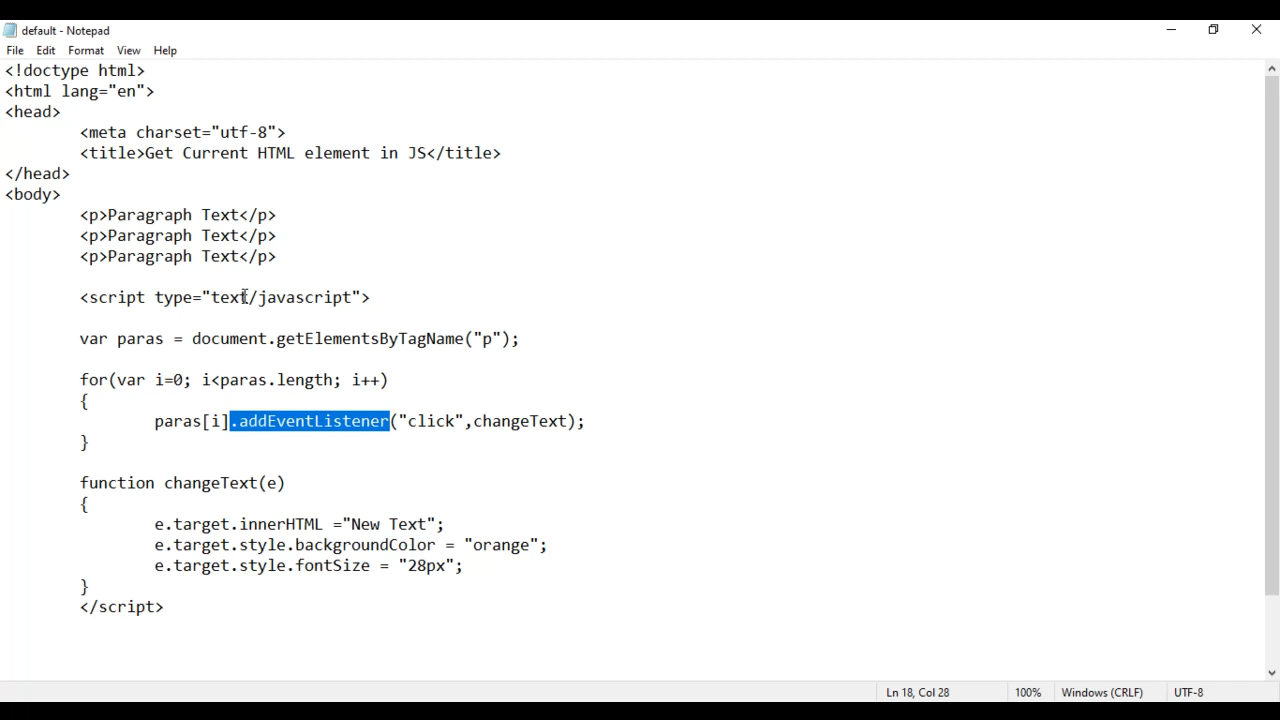 default - Notepad
File Edit Format View Help
<!doctype html>
<html lang="en">
<head>
<meta charset="utf-8">
<title>Get Current HTML element in JS</title>
</head>
<body>
<p>Paragraph Text</p>
<p>Paragraph Text</p>
<p>Paragraph Text</p>
<script type="text/javascript">
var paras = document.getElementsByTagName("p");
for(var i=0; i<paras.length; i++)
{
paras[i].addEventListener("click",changeText);
}
function changeText(e)
{
e.target.innerHTML ="New Text";
e.target.style.backgroundColor = "orange";
e.target.style.fontSize = "28px";
}
</script>
Ln 18, Col 28 100% Windows (CRLF) UTF-8